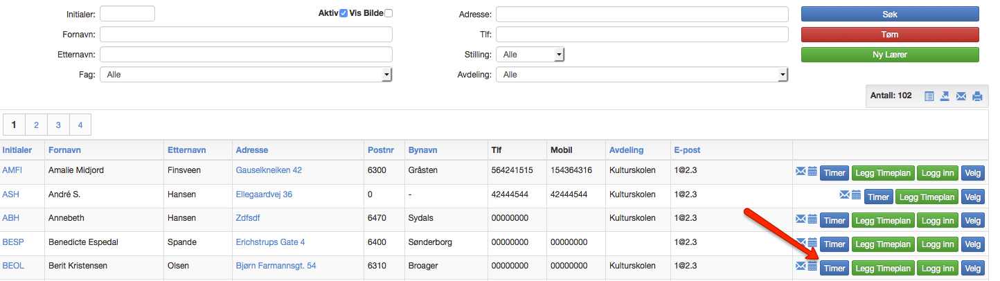 Initialer: Aktiv Vis Bilde Adresse: Søk
Fornavn: Tlf: Tøm
Etternavn: Stilling: Alle Ny Lærer
Fag: Alle Avdeling: Alle
Antall: 102
1 2 3 4
Initialer Fornavn Etternavn Adresse Postnr Bynavn Tlf Mobil Avdeling E-post
AMFI Amalie Midjord Finsveen Gauselkneiken 42 6300 Gråsten 564241515 154364316 Kulturskolen 1@2.3 Timer Legg Timeplan Logg inn Velg
ASH André S. Hansen Ellegaardvej 36 0 - 42444544 42444544 Kulturskolen 1@2.3 Timer Legg Timeplan Velg
ABH Annebeth Hansen Zdfsdf 6470 Sydals 00000000 Kulturskolen 1@2.3 Timer Legg Timeplan Logg inn Velg
BESP Benedicte Espedal Spande Erichstrups Gate 4 6400 Sønderborg 00000000 00000000 1@2.3 Timer Legg Timeplan Logg inn Velg
BEOL Berit Kristensen Olsen Bjørn Farmannsgt. 54 6310 Broager 00000000 00000000 Kulturskolen 1@2.3 Timer Legg Timeplan Logg inn Velg